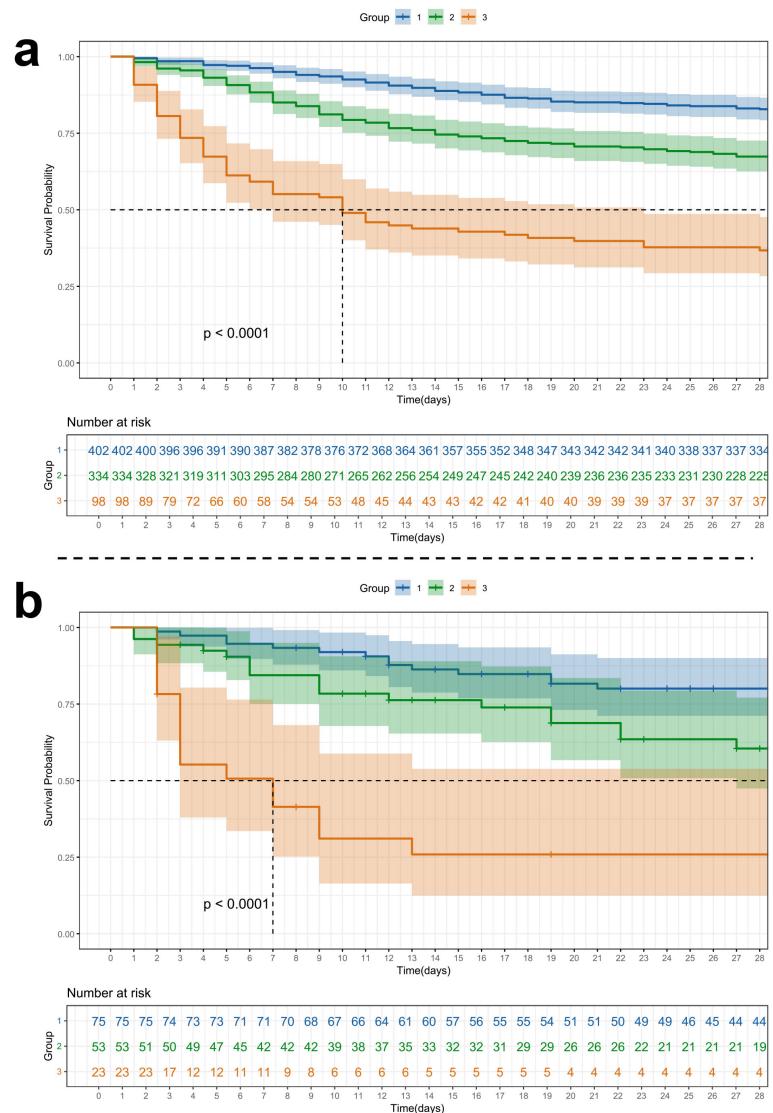 Group 1 2 3
a
1.00
0.75
0.50
0.25
0.00
Survival Probability
p < 0.0001
0 1 2 3 4 5 6 7 8 9 10 11 12 13 14 15 16 17 18 19 20 21 22 23 24 25 26 27 28
Time(days)
Number at risk
Group
1 402 402 400 396 396 391 390 387 382 378 376 372 368 364 361 357 355 352 348 347 343 342 342 341 340 338 337 337 334
2 334 334 328 321 319 311 303 295 284 280 271 265 262 256 254 249 247 245 242 240 239 236 236 235 233 231 230 228 225
3 98 98 89 79 72 66 60 58 54 54 53 48 45 44 43 43 42 42 41 40 40 39 39 39 37 37 37 37 37
0 1 2 3 4 5 6 7 8 9 10 11 12 13 14 15 16 17 18 19 20 21 22 23 24 25 26 27 28
Time(days)
Group 1 2 3
b
1.00
0.75
0.50
0.25
0.00
Survival Probability
p < 0.0001
0 1 2 3 4 5 6 7 8 9 10 11 12 13 14 15 16 17 18 19 20 21 22 23 24 25 26 27 28
Time(days)
Number at risk
Group
1 75 75 75 74 73 73 71 71 70 68 67 66 64 61 60 57 56 55 55 54 51 51 50 49 49 46 45 44 44
2 53 53 51 50 49 47 45 42 42 42 39 38 37 35 33 32 32 31 29 29 26 26 26 22 21 21 21 21 19
3 23 23 23 17 12 12 11 11 9 8 6 6 6 6 5 5 5 5 5 5 4 4 4 4 4 4 4 4 4
0 1 2 3 4 5 6 7 8 9 10 11 12 13 14 15 16 17 18 19 20 21 22 23 24 25 26 27 28
Time(days)